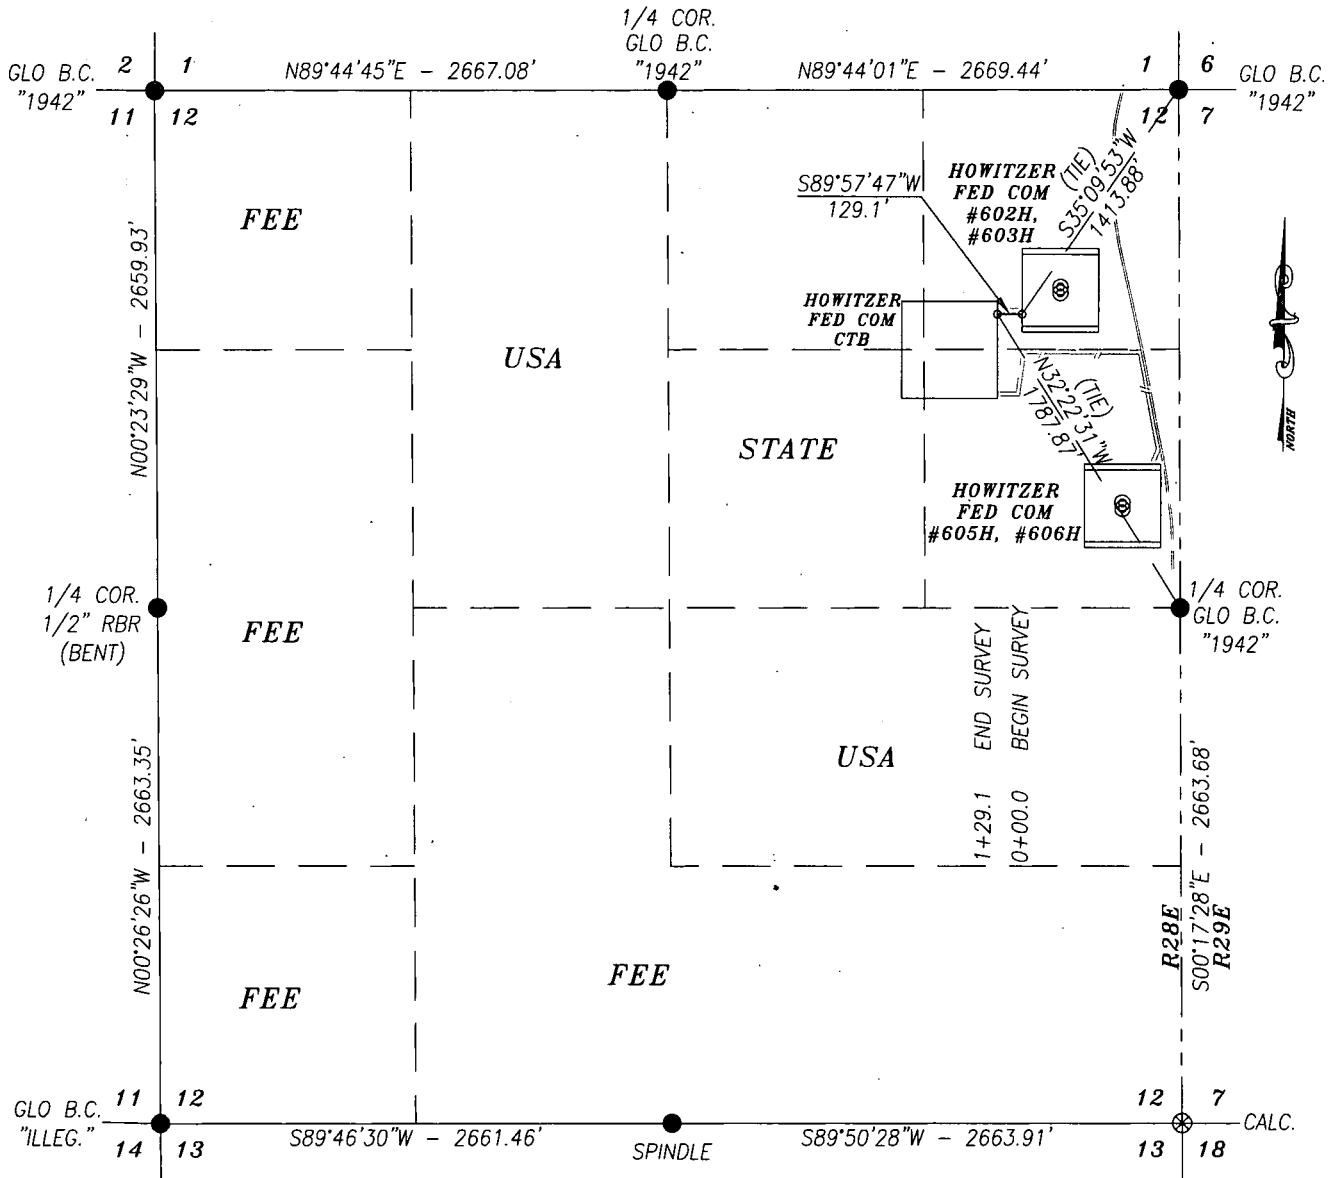 1/4 COR.
GLO B.C.
"1942"
GLO B.C.
"1942"
2 1
11 12
N89°44'45"E - 2667.08'
N89°44'01"E - 2669.44'
1 6
12 7
GLO B.C.
"1942"
FEE
N00°23'29"W - 2659.93'
S89°57'47"W
129.1'
HOWITZER
FED COM
#602H,
#603H
(TIE)
S35°09'53"W
1413.88'
HOWITZER
FED COM
CTB
USA
NORTH
(TIE)
N32°22'31"W
1787.87'
STATE
HOWITZER
FED COM
#605H, #606H
1/4 COR.
1/2" RBR
(BENT)
FEE
1/4 COR.
GLO B.C.
"1942"
1+29.1 END SURVEY
0+00.0 BEGIN SURVEY
USA
N00°26'26"W - 2663.35'
S00°17'28"E - 2663.68'
R28E
R29E
FEE
FEE
GLO B.C.
"ILLEG."
11 12
14 13
S89°46'30"W - 2661.46'
SPINDLE
S89°50'28"W - 2663.91'
12 7
13 18
CALC.